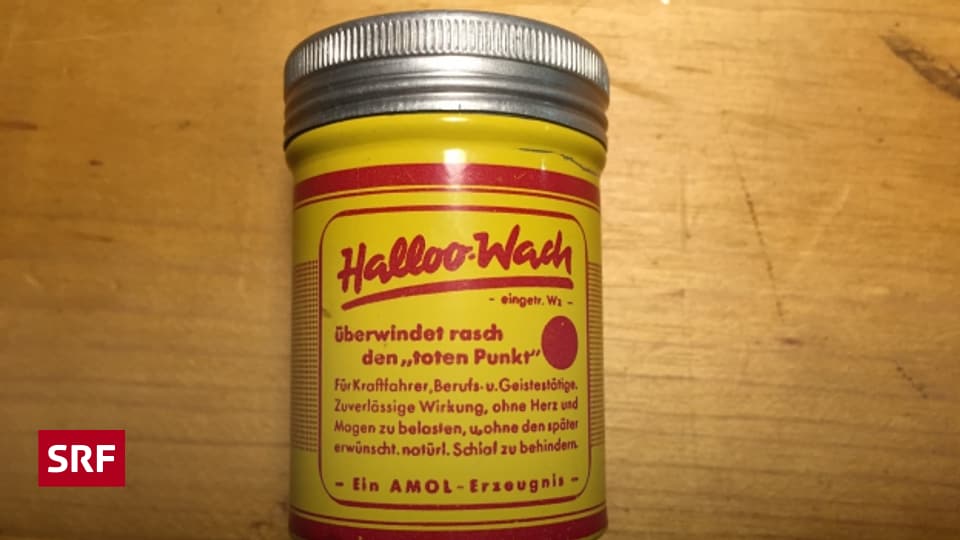 Halloo-Wach
- eingetr. Wz -
überwindet rasch
den „toten Punkt"
Für Kraftfahrer, Berufs- u. Geistestätige.
Zuverlässige Wirkung, ohne Herz und
Magen zu belasten, u. ohne den später
erwünscht. natürl. Schlaf zu behindern.
- Ein AMOL-Erzeugnis -
SRF